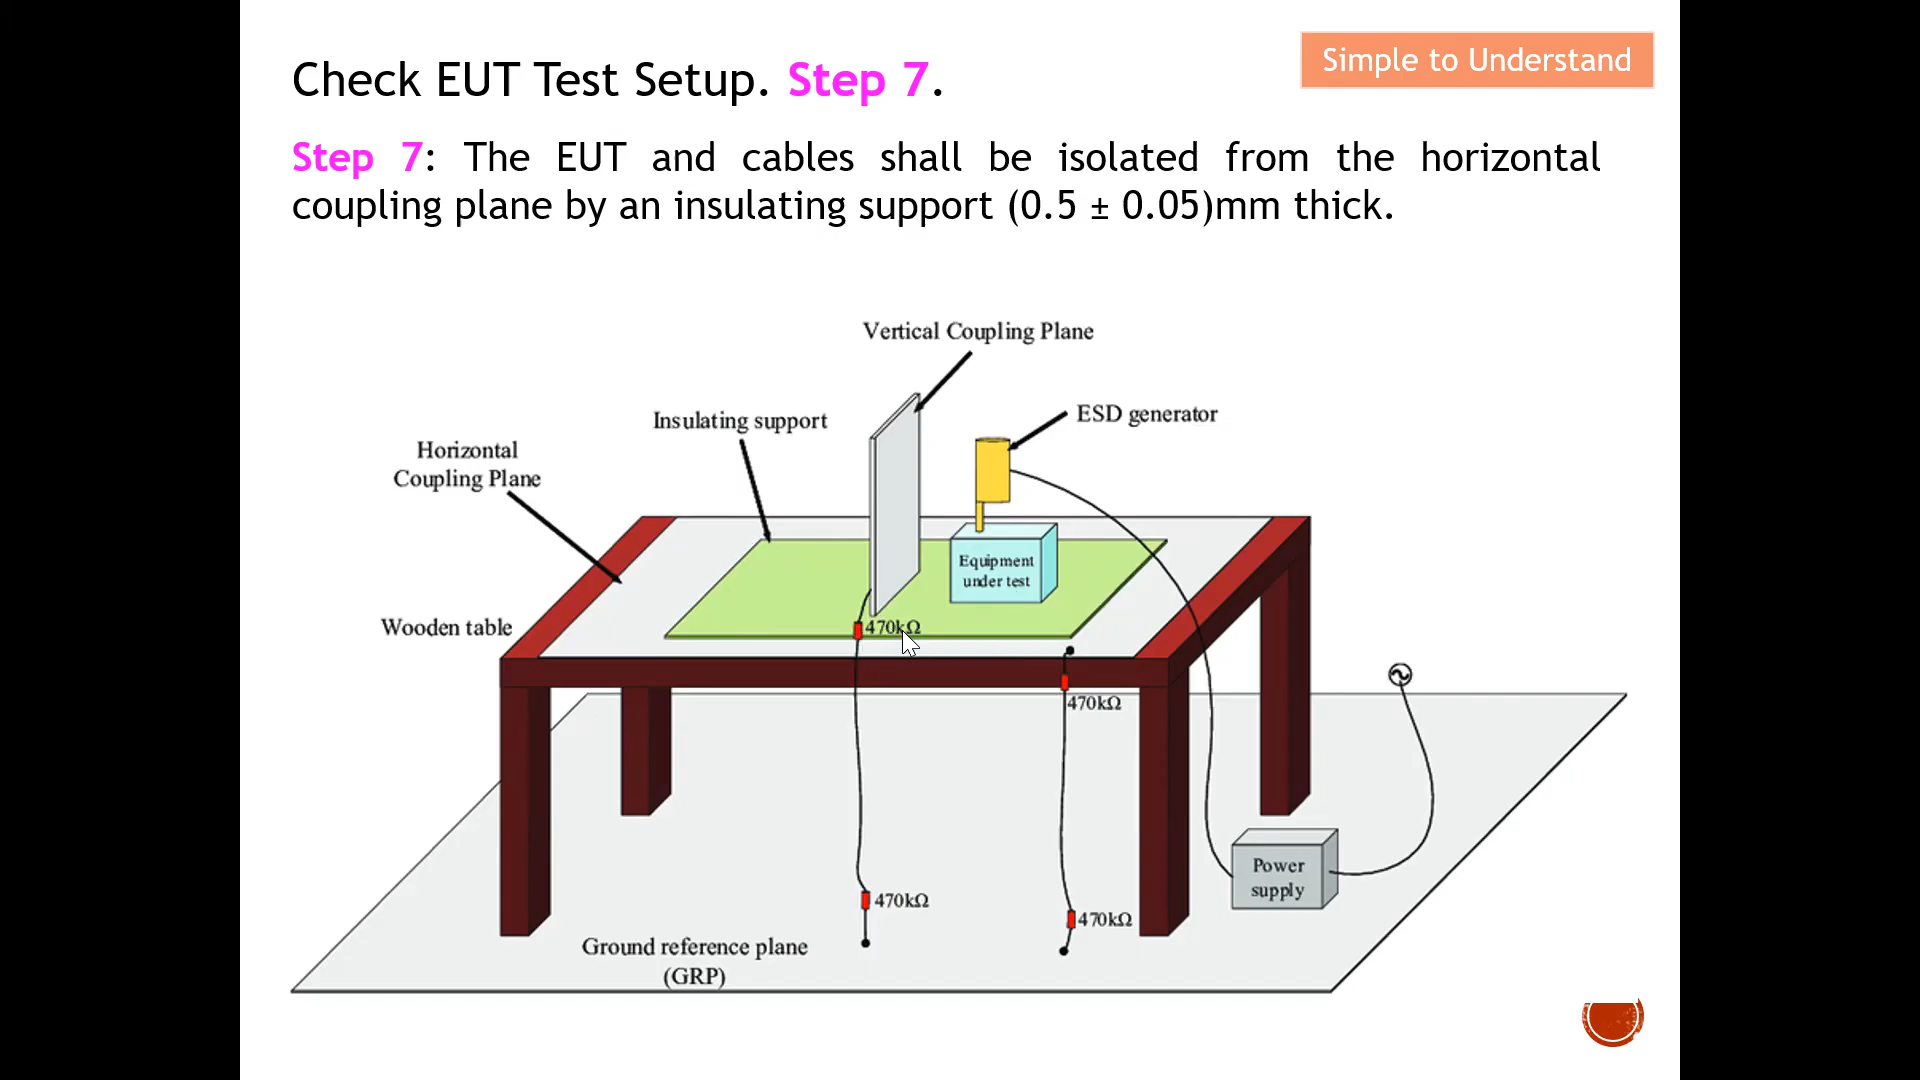 Simple to Understand
Check EUT Test Setup. Step 7.
Step 7: The EUT and cables shall be isolated from the horizontal
coupling plane by an insulating support (0.5 ± 0.05)mm thick.
Vertical Coupling Plane
Insulating support
ESD generator
Horizontal
Coupling Plane
Equipment
under test
Wooden table
470kΩ
470kΩ
Power
supply
470kΩ
470kΩ
Ground reference plane
(GRP)